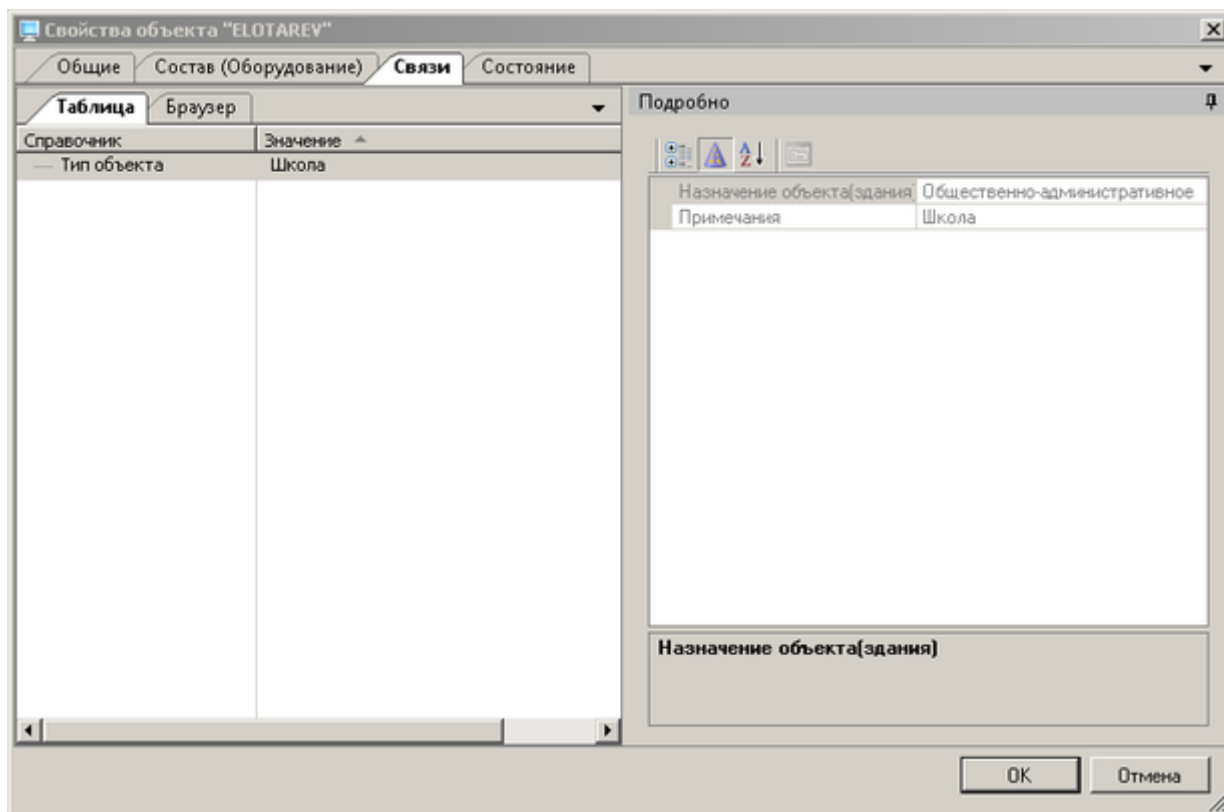 Свойства объекта "ELOTAREV"
Общие Состав (Оборудование) Связи Состояние
Таблица Браузер
Справочник Значение
Тип объекта Школа
Подробно
Назначение объекта(здания) Общественно-административное
Примечания Школа
Назначение объекта(здания)
OK Отмена